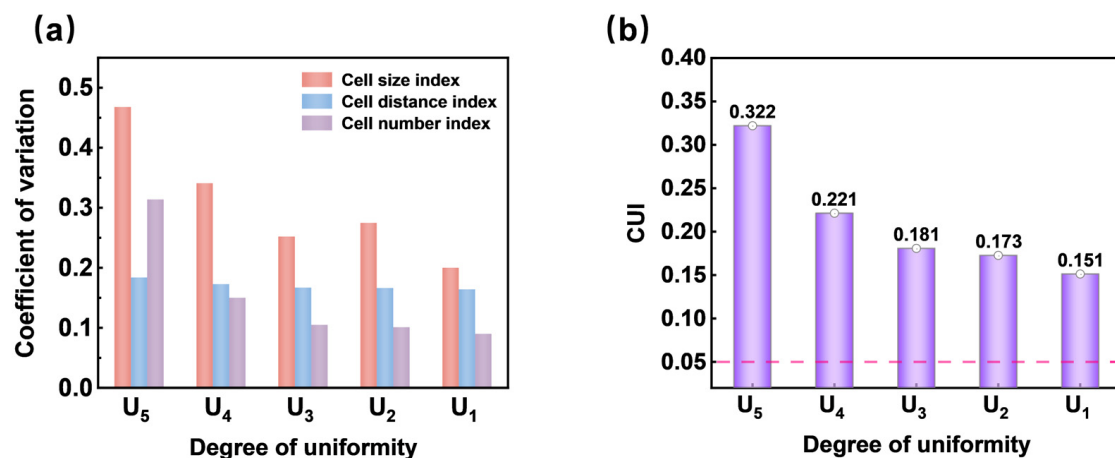 (a)
Coefficient of variation
0.5
0.4
0.3
0.2
0.1
0.0
Cell size index
Cell distance index
Cell number index
U5 U4 U3 U2 U1
Degree of uniformity
(b)
CUI
0.40
0.35
0.30
0.25
0.20
0.15
0.10
0.05
0.322
0.221
0.181
0.173
0.151
U5 U4 U3 U2 U1
Degree of uniformity